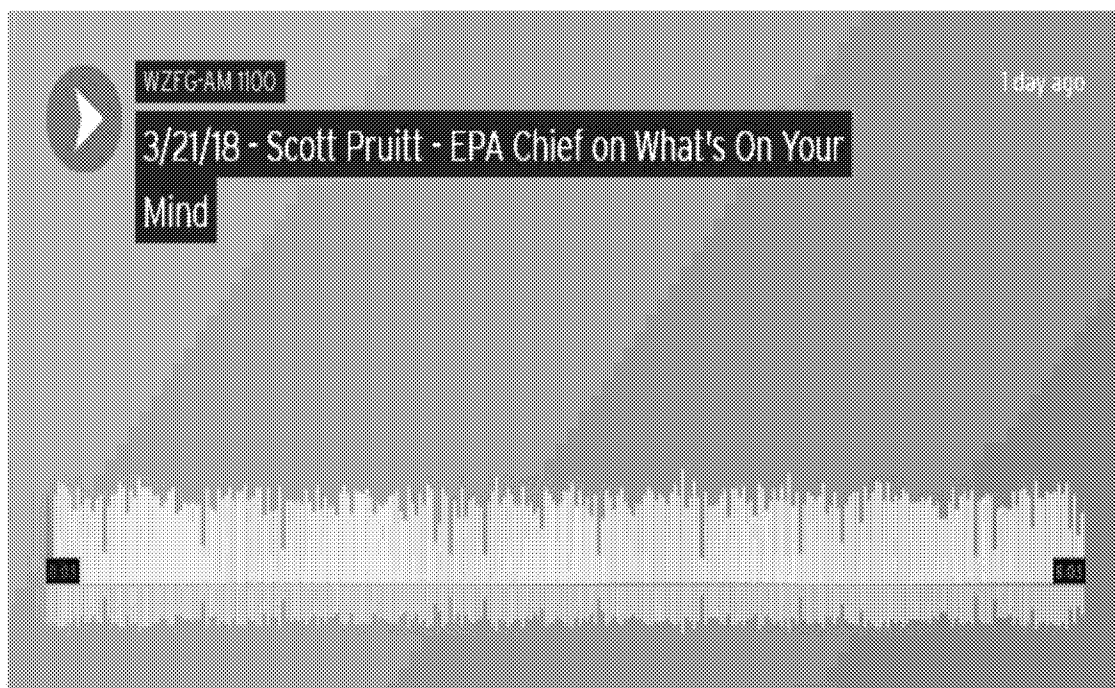 WZFG-AM 1100
1 day ago
3/21/18 - Scott Pruitt - EPA Chief on What's On Your
Mind